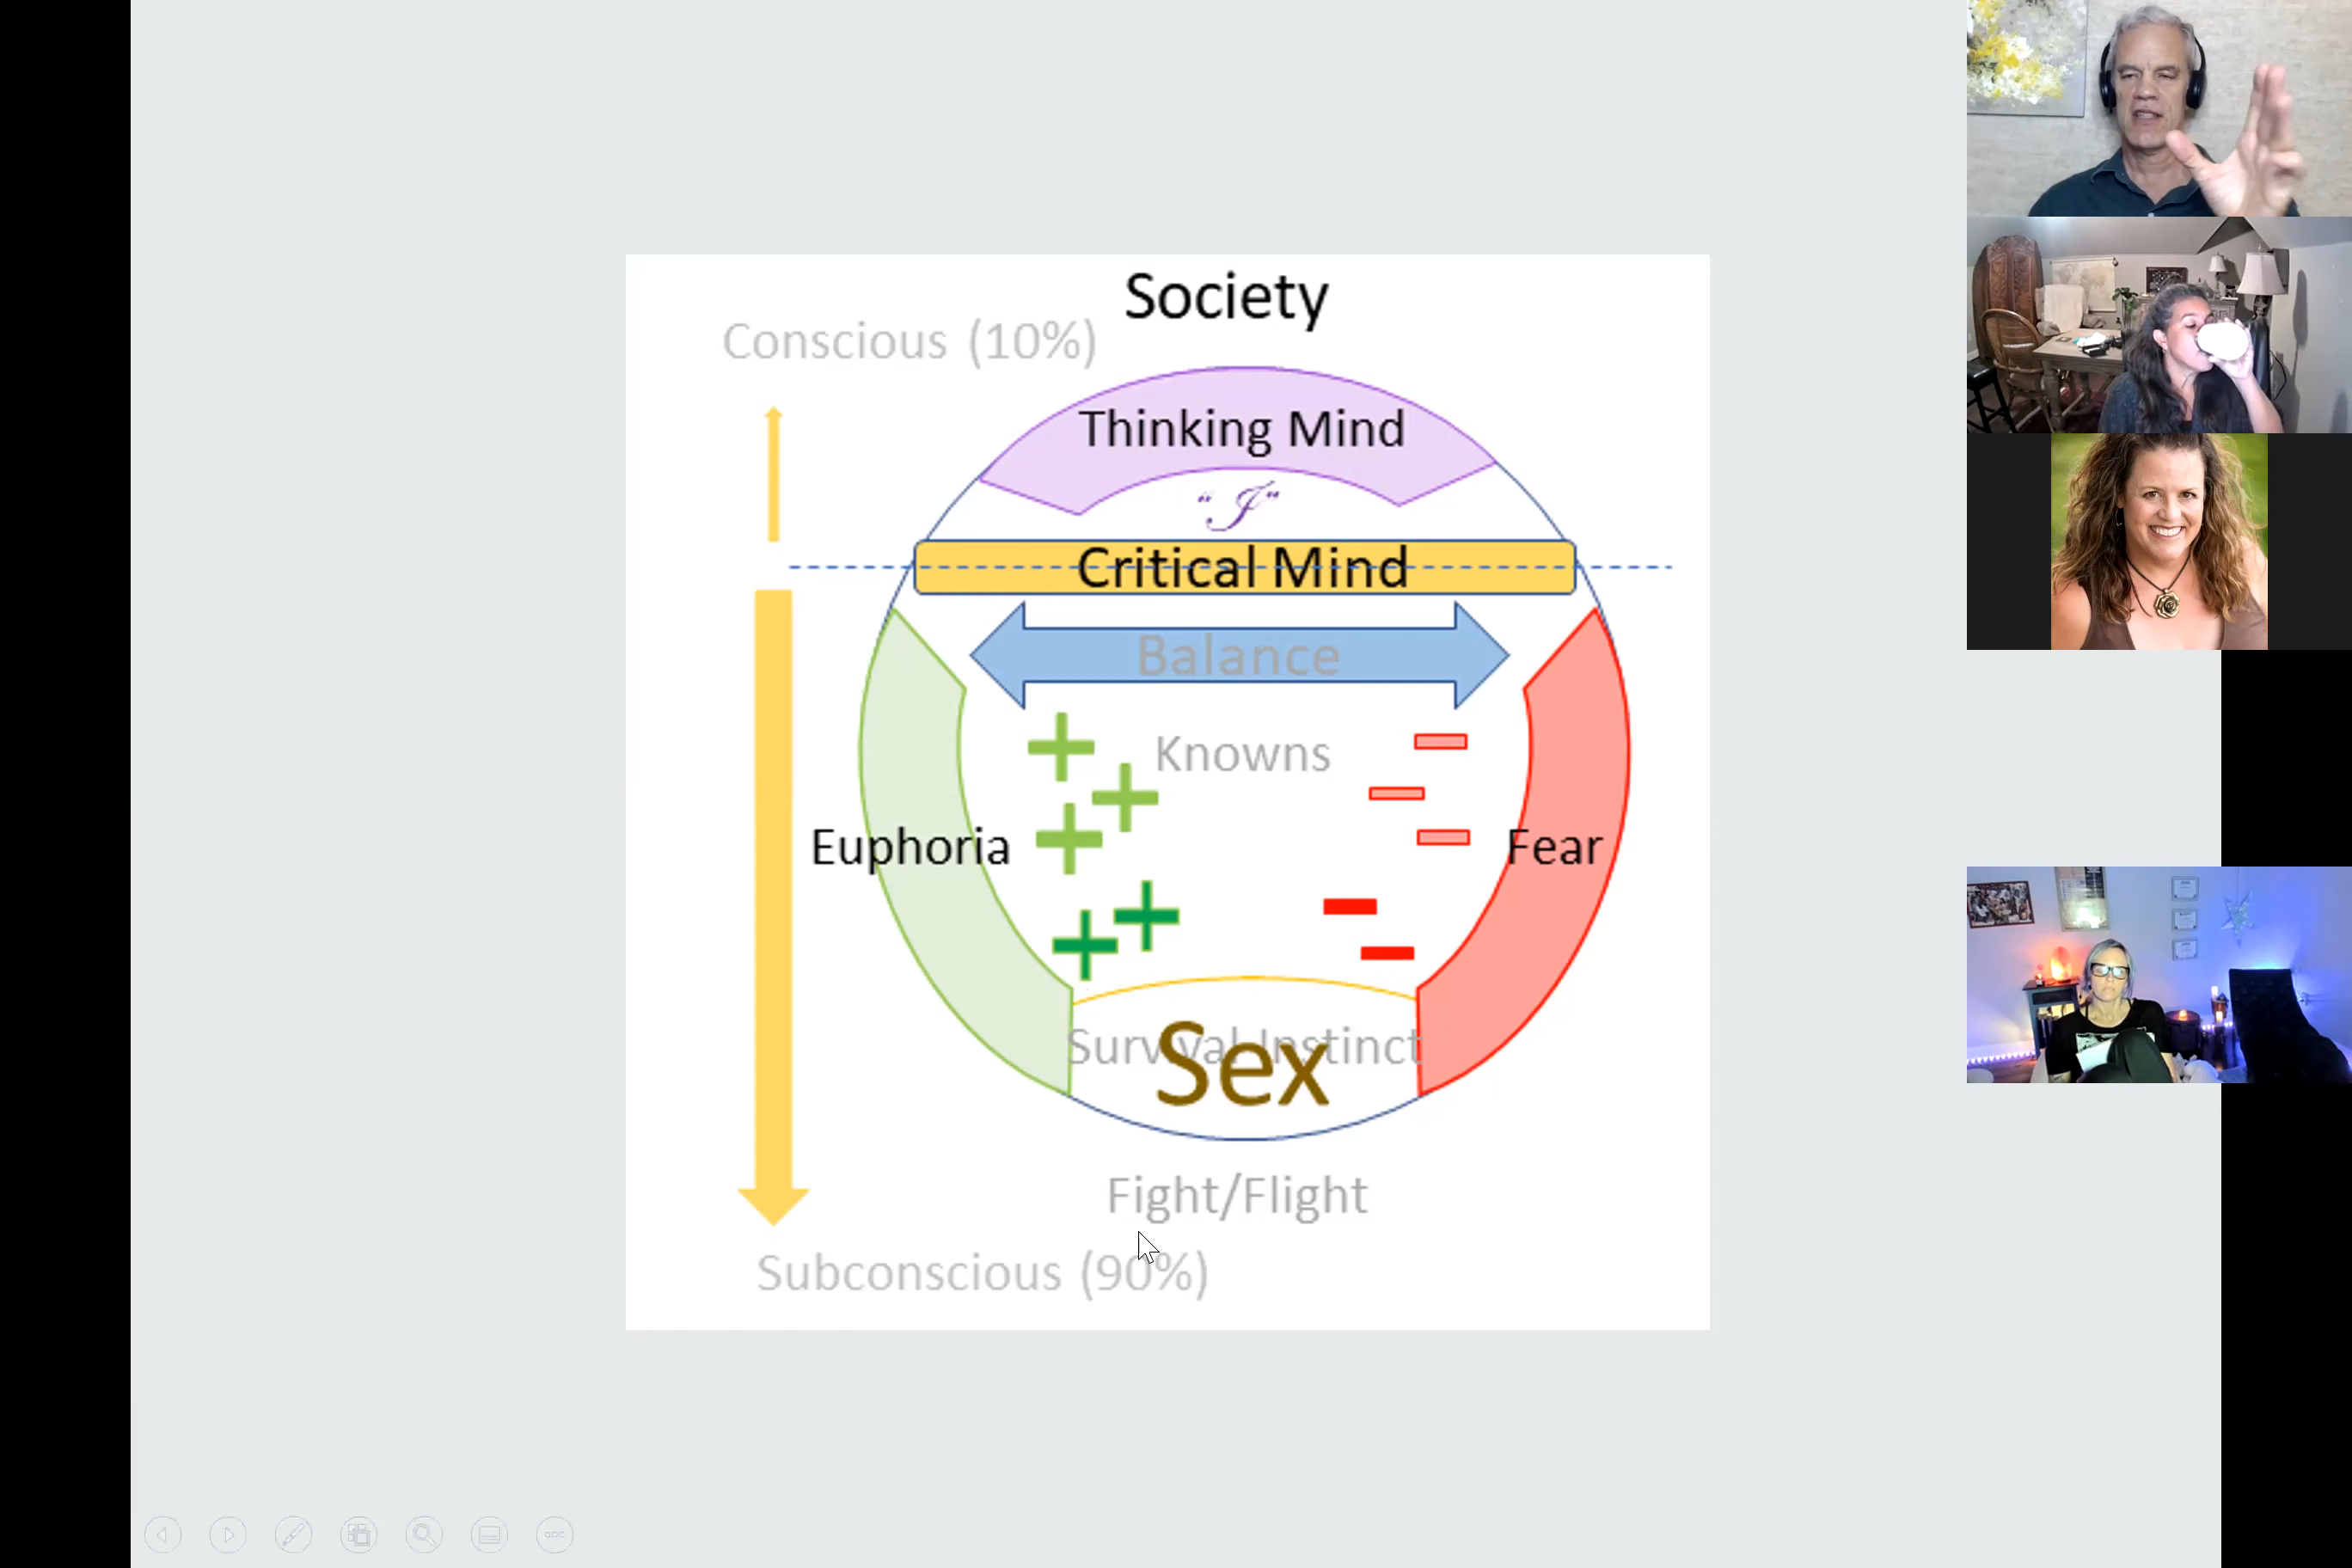 Society
Conscious (10%)
Thinking Mind
"I"
Critical Mind
Balance
Knowns
Euphoria
Fear
Survival Instinct
Sex
Fight/Flight
Subconscious (90%)